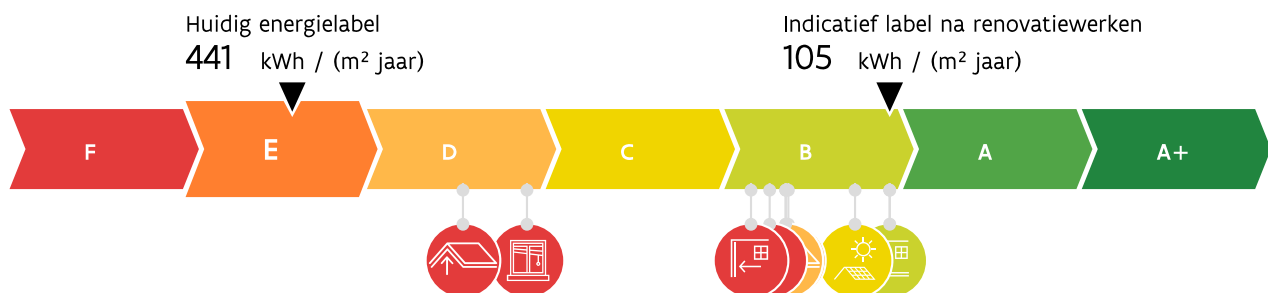 Huidig energielabel
441 kWh / (m² jaar)
Indicatief label na renovatiewerken
105 kWh / (m² jaar)
F E D C B A A+